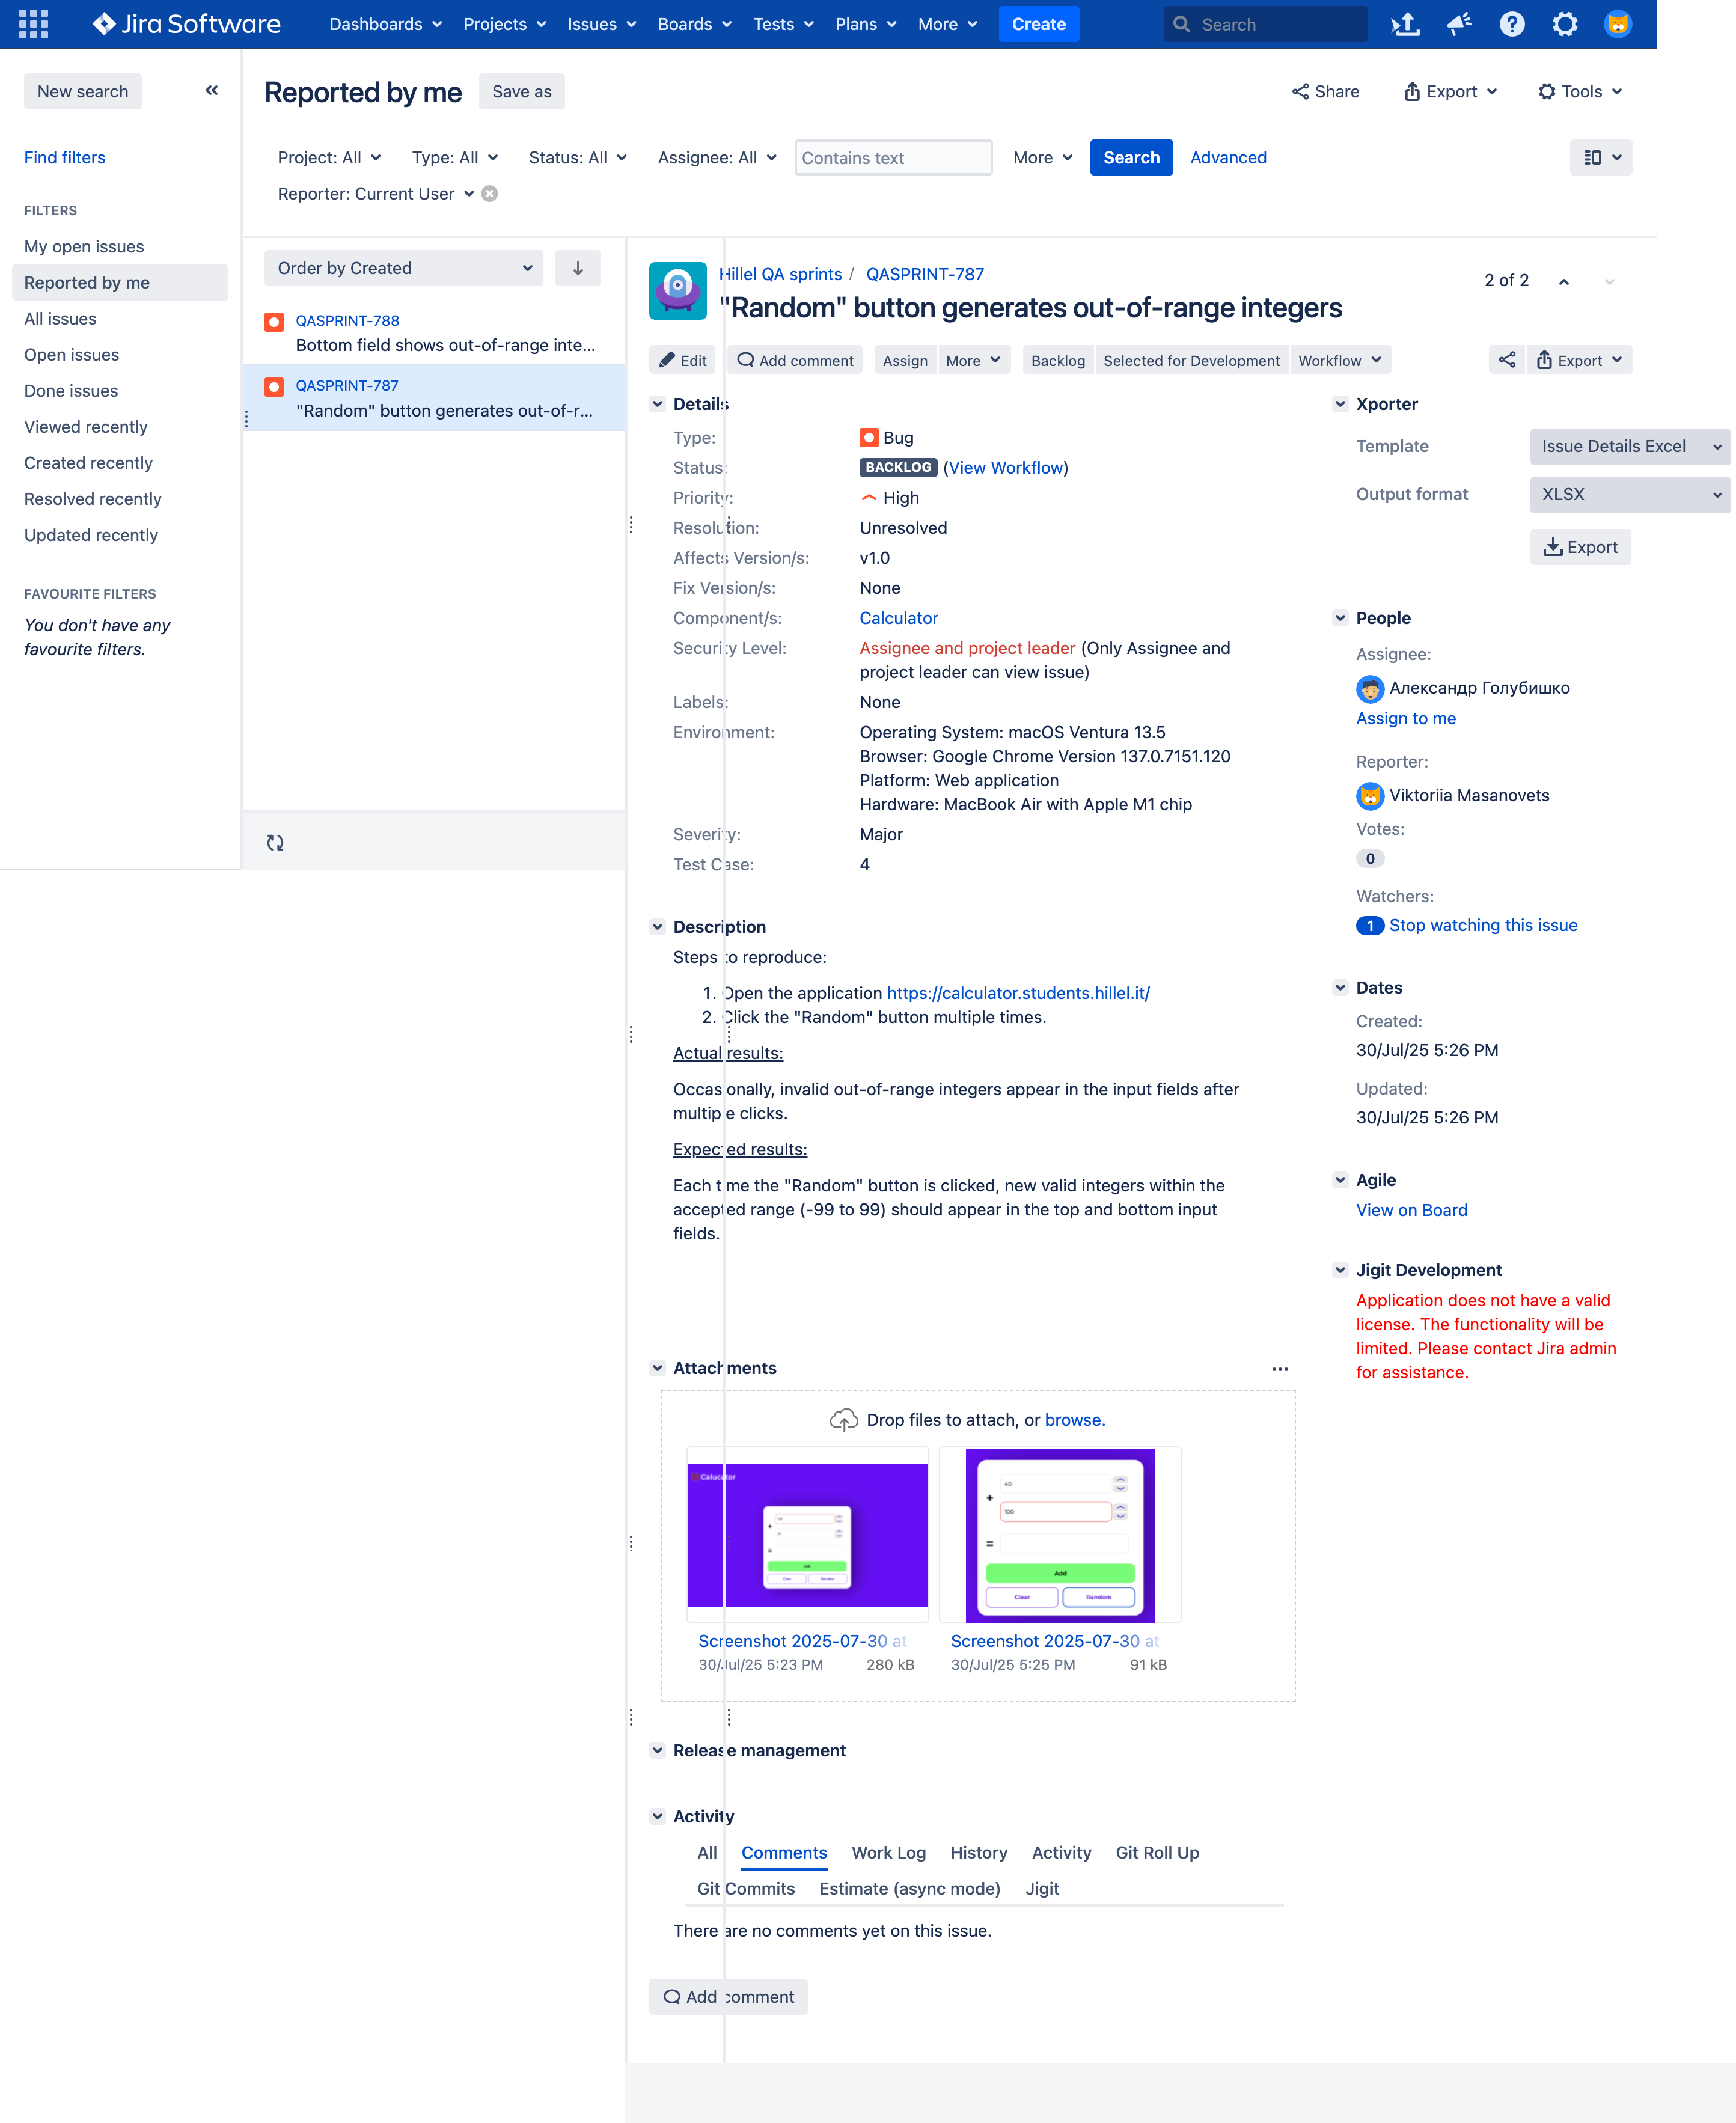 Jira Software Dashboards Projects Issues Boards Tests Plans More Create Search
New search
Reported by me Save as Share Export Tools
Find filters
Project: All Type: All Status: All Assignee: All Contains text More Search Advanced
Reporter: Current User
FILTERS
My open issues
Reported by me
All issues
Open issues
Done issues
Viewed recently
Created recently
Resolved recently
Updated recently
FAVOURITE FILTERS
You don't have any
favourite filters.
Order by Created
QASPRINT-788
Bottom field shows out-of-range inte...
QASPRINT-787
"Random" button generates out-of-r...
Hillel QA sprints / QASPRINT-787
2 of 2
"Random" button generates out-of-range integers
Edit Add comment Assign More Backlog Selected for Development Workflow Export
Details
Type: Bug
Status: BACKLOG (View Workflow)
Priority: High
Resolution: Unresolved
Affects Version/s: v1.0
Fix Version/s: None
Component/s: Calculator
Security Level: Assignee and project leader (Only Assignee and
project leader can view issue)
Labels: None
Environment: Operating System: macOS Ventura 13.5
Browser: Google Chrome Version 137.0.7151.120
Platform: Web application
Hardware: MacBook Air with Apple M1 chip
Severity: Major
Test Case: 4
Description
Steps to reproduce:
1. Open the application https://calculator.students.hillel.it/
2. Click the "Random" button multiple times.
Actual results:
Occasionally, invalid out-of-range integers appear in the input fields after
multiple clicks.
Expected results:
Each time the "Random" button is clicked, new valid integers within the
accepted range (-99 to 99) should appear in the top and bottom input
fields.
Attachments
Drop files to attach, or browse.
Calucator
Add
Clear Random
40
+
100
=
Add
Clear Random
Screenshot 2025-07-30 at
30/Jul/25 5:23 PM 280 kB
Screenshot 2025-07-30 at
30/Jul/25 5:25 PM 91 kB
Release management
Activity
All Comments Work Log History Activity Git Roll Up
Git Commits Estimate (async mode) Jigit
There are no comments yet on this issue.
Add comment
Xporter
Template Issue Details Excel
Output format XLSX
Export
People
Assignee:
Александр Голубишко
Assign to me
Reporter:
Viktoriia Masanovets
Votes:
0
Watchers:
1 Stop watching this issue
Dates
Created:
30/Jul/25 5:26 PM
Updated:
30/Jul/25 5:26 PM
Agile
View on Board
Jigit Development
Application does not have a valid
license. The functionality will be
limited. Please contact Jira admin
for assistance.